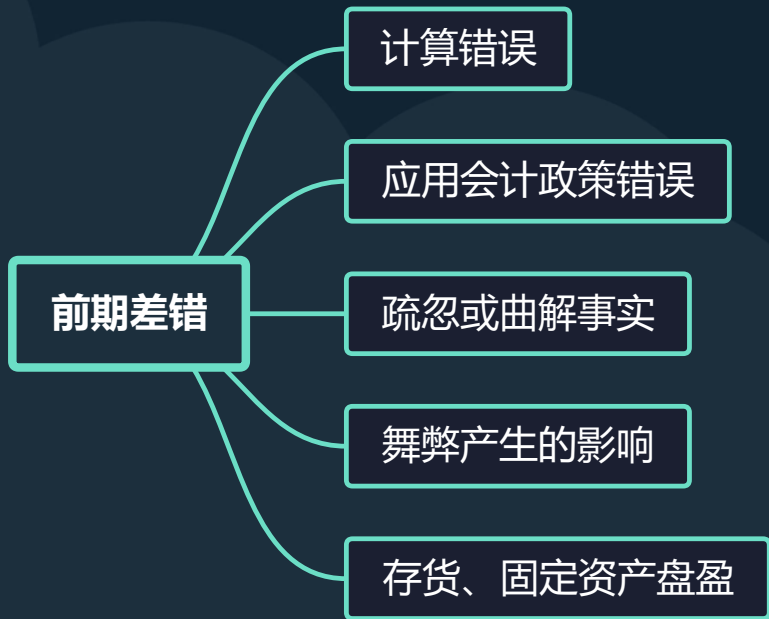 计算错误
应用会计政策错误
前期差错
疏忽或曲解事实
舞弊产生的影响
存货、固定资产盘盈